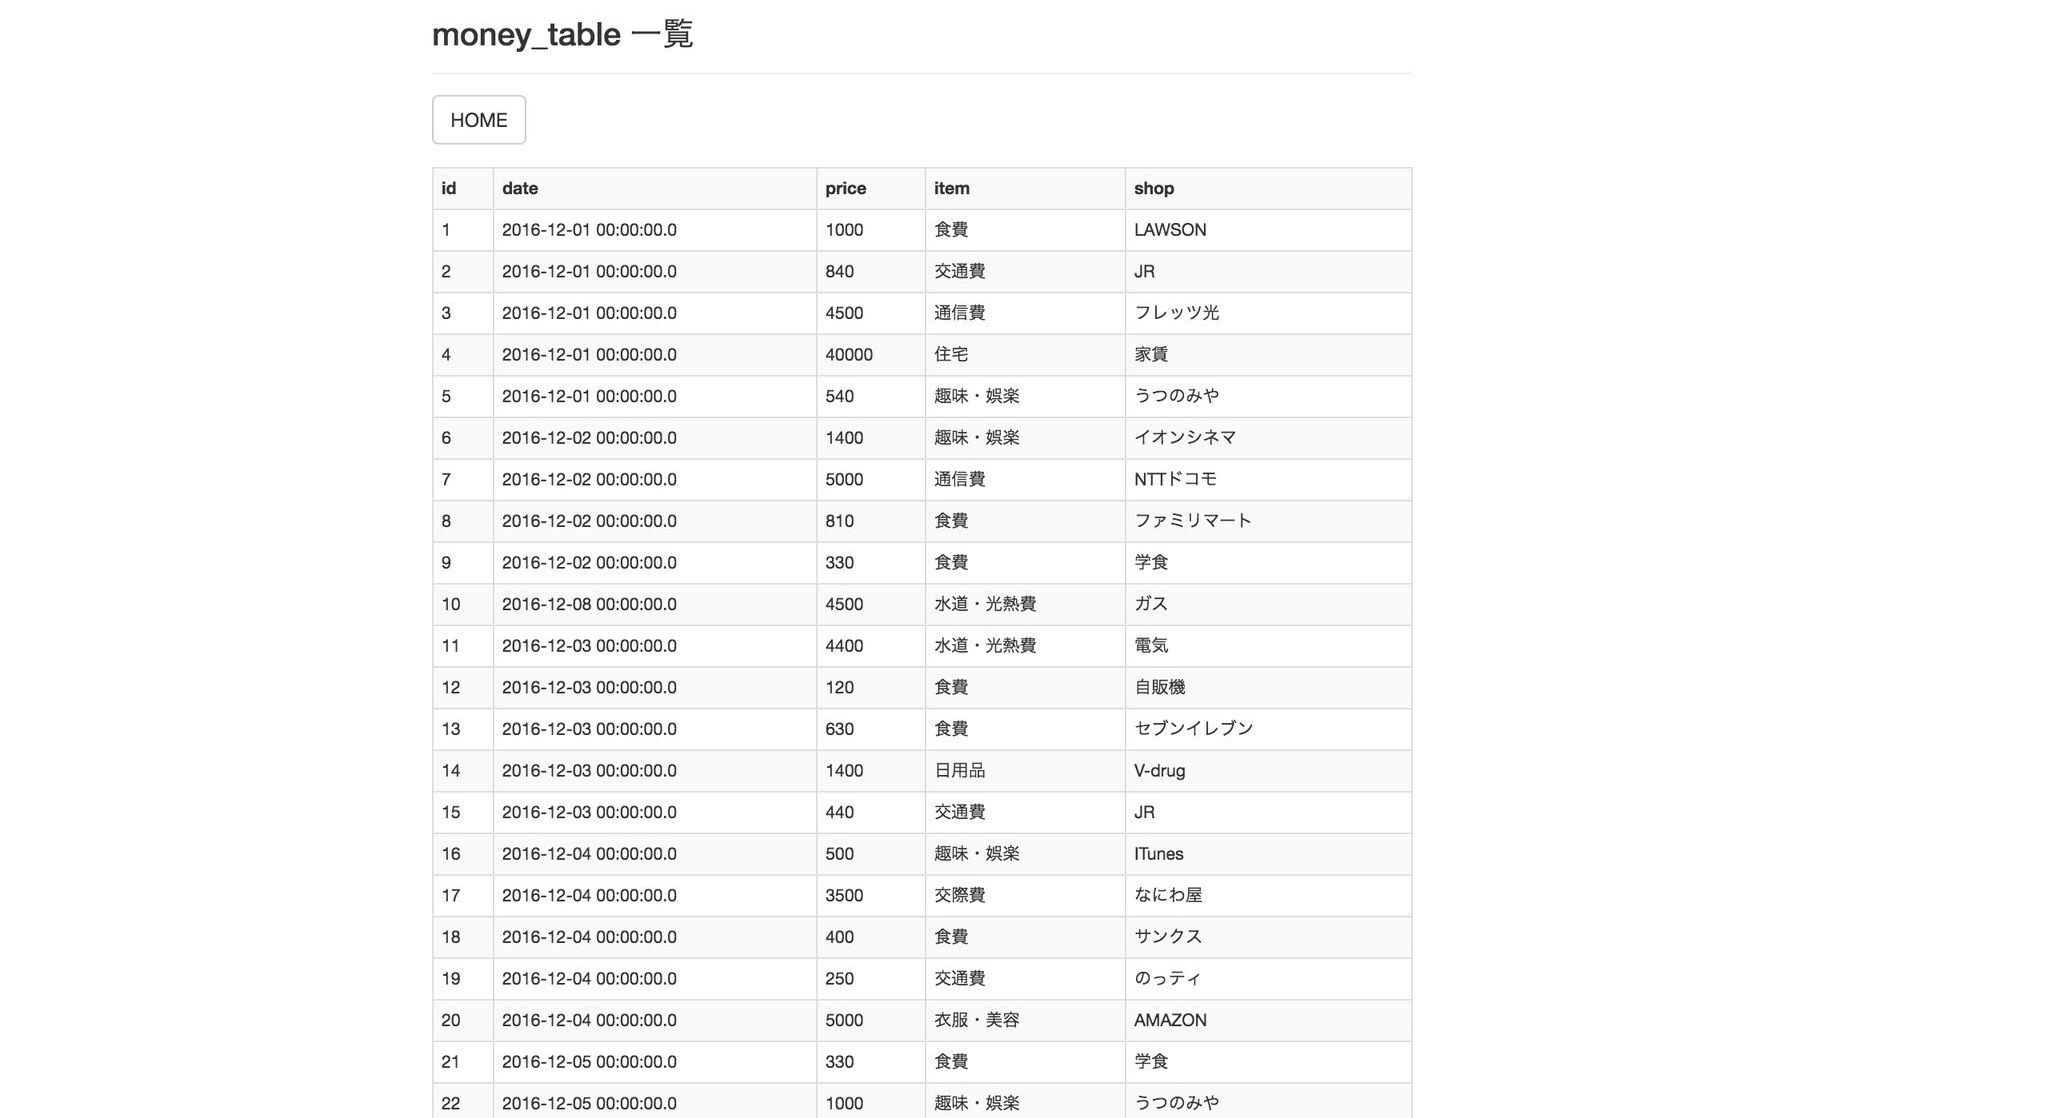 money_table 一覧
HOME
id date price item shop
1 2016-12-01 00:00:00.0 1000 食費 LAWSON
2 2016-12-01 00:00:00.0 840 交通費 JR
3 2016-12-01 00:00:00.0 4500 通信費 フレッツ光
4 2016-12-01 00:00:00.0 40000 住宅 家賃
5 2016-12-01 00:00:00.0 540 趣味・娯楽 うつのみや
6 2016-12-02 00:00:00.0 1400 趣味・娯楽 イオンシネマ
7 2016-12-02 00:00:00.0 5000 通信費 NTTドコモ
8 2016-12-02 00:00:00.0 810 食費 ファミリマート
9 2016-12-02 00:00:00.0 330 食費 学食
10 2016-12-08 00:00:00.0 4500 水道・光熱費 ガス
11 2016-12-03 00:00:00.0 4400 水道・光熱費 電気
12 2016-12-03 00:00:00.0 120 食費 自販機
13 2016-12-03 00:00:00.0 630 食費 セブンイレブン
14 2016-12-03 00:00:00.0 1400 日用品 V-drug
15 2016-12-03 00:00:00.0 440 交通費 JR
16 2016-12-04 00:00:00.0 500 趣味・娯楽 ITunes
17 2016-12-04 00:00:00.0 3500 交際費 なにわ屋
18 2016-12-04 00:00:00.0 400 食費 サンクス
19 2016-12-04 00:00:00.0 250 交通費 のっティ
20 2016-12-04 00:00:00.0 5000 衣服・美容 AMAZON
21 2016-12-05 00:00:00.0 330 食費 学食
22 2016-12-05 00:00:00.0 1000 趣味・娯楽 うつのみや